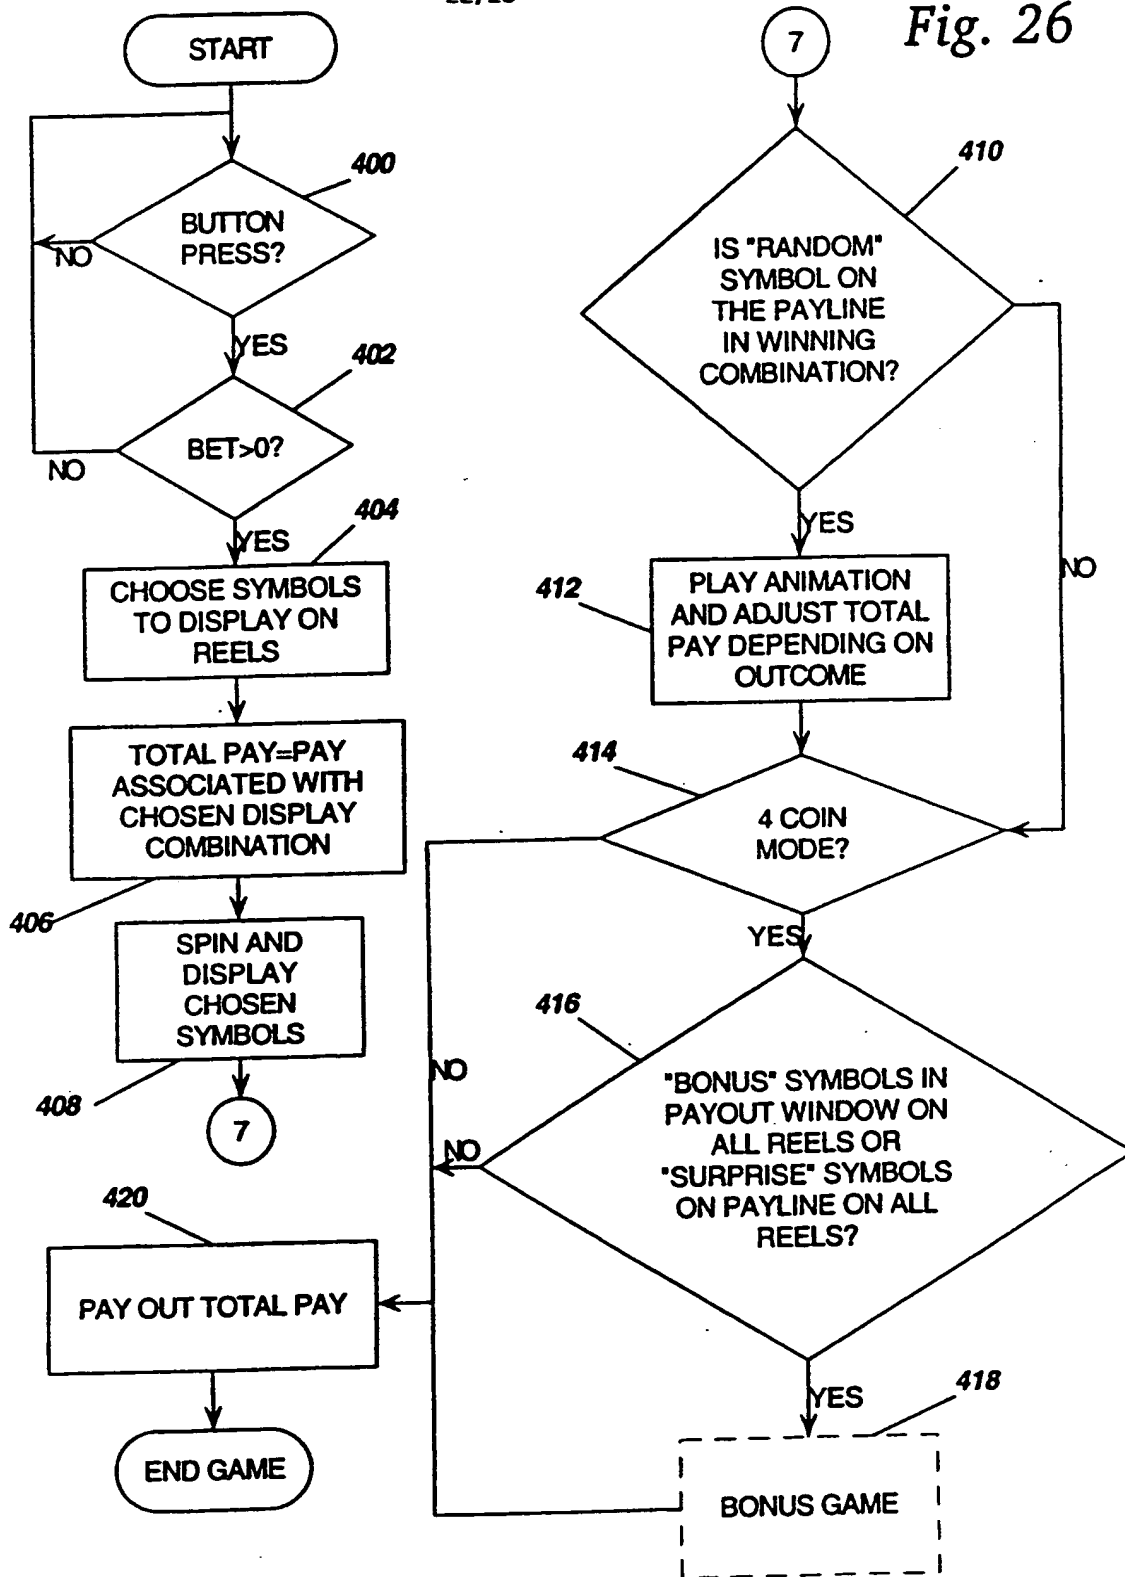 Fig. 26
START
400
BUTTON
PRESS?
NO
YES
402
BET>0?
NO
YES
404
CHOOSE SYMBOLS
TO DISPLAY ON
REELS
TOTAL PAY=PAY
ASSOCIATED WITH
CHOSEN DISPLAY
COMBINATION
406
SPIN AND
DISPLAY
CHOSEN
SYMBOLS
408
7
420
PAY OUT TOTAL PAY
END GAME
7
410
IS "RANDOM"
SYMBOL ON
THE PAYLINE
IN WINNING
COMBINATION?
YES
NO
412
PLAY ANIMATION
AND ADJUST TOTAL
PAY DEPENDING ON
OUTCOME
414
4 COIN
MODE?
YES
NO
416
"BONUS" SYMBOLS IN
PAYOUT WINDOW ON
ALL REELS OR
"SURPRISE" SYMBOLS
ON PAYLINE ON ALL
REELS?
NO
YES
418
BONUS GAME